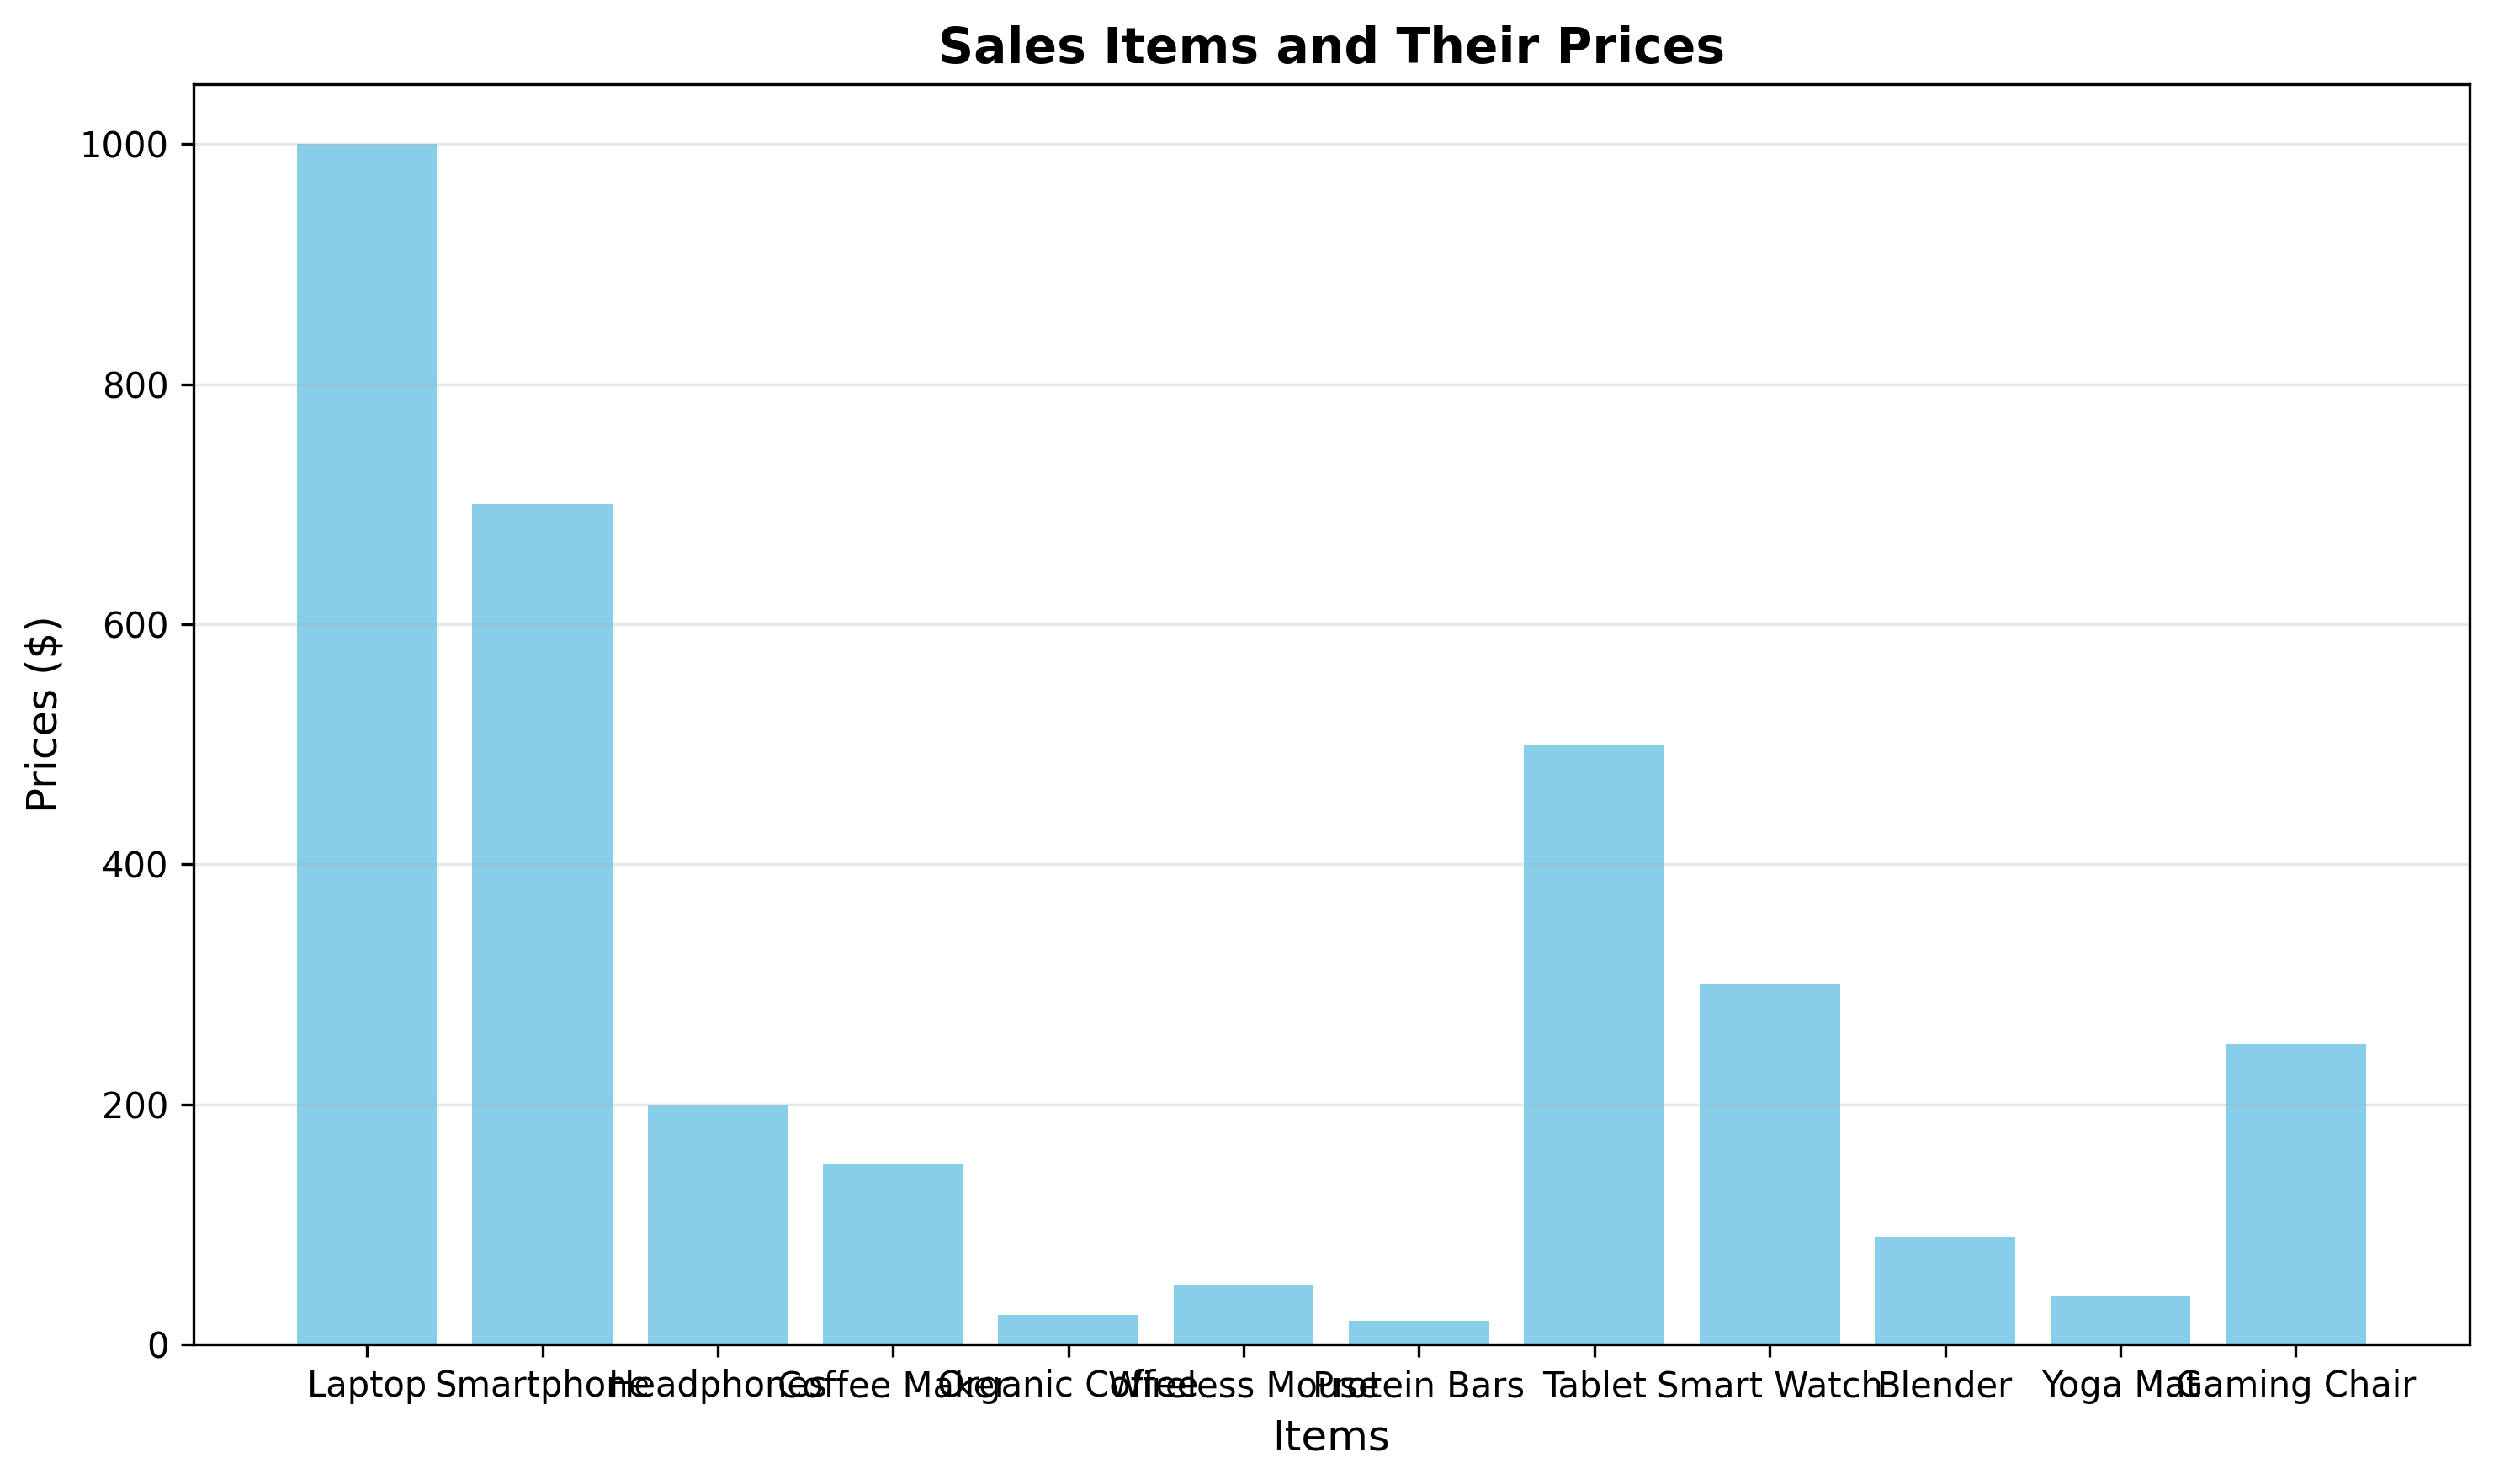 Sales Items and Their Prices
1000
800
600
400
200
0
Prices ($)
Laptop Smartphone Headphones Coffee Maker Organic Coffee Wireless Mouse Protein Bars Tablet Smart Watch Blender Yoga Mat Gaming Chair
Items